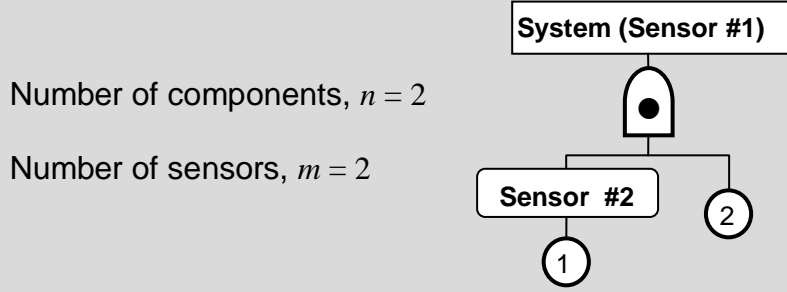 System (Sensor #1)
Number of components, n = 2
Number of sensors, m = 2
Sensor #2
2
1